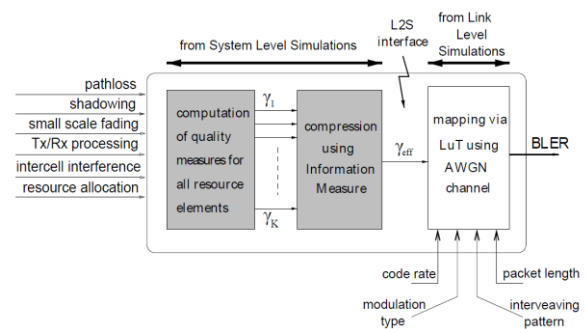 from System Level Simulations
L2S
interface
from Link
Level
Simulations
pathloss
shadowing
small scale fading
Tx/Rx processing
intercell interference
resource allocation
computation
of quality
measures for
all resource
elements
γ1
γK
compression
using
Information
Measure
γeff
mapping via
LuT using
AWGN
channel
BLER
code rate
modulation
type
interveaving
pattern
packet length